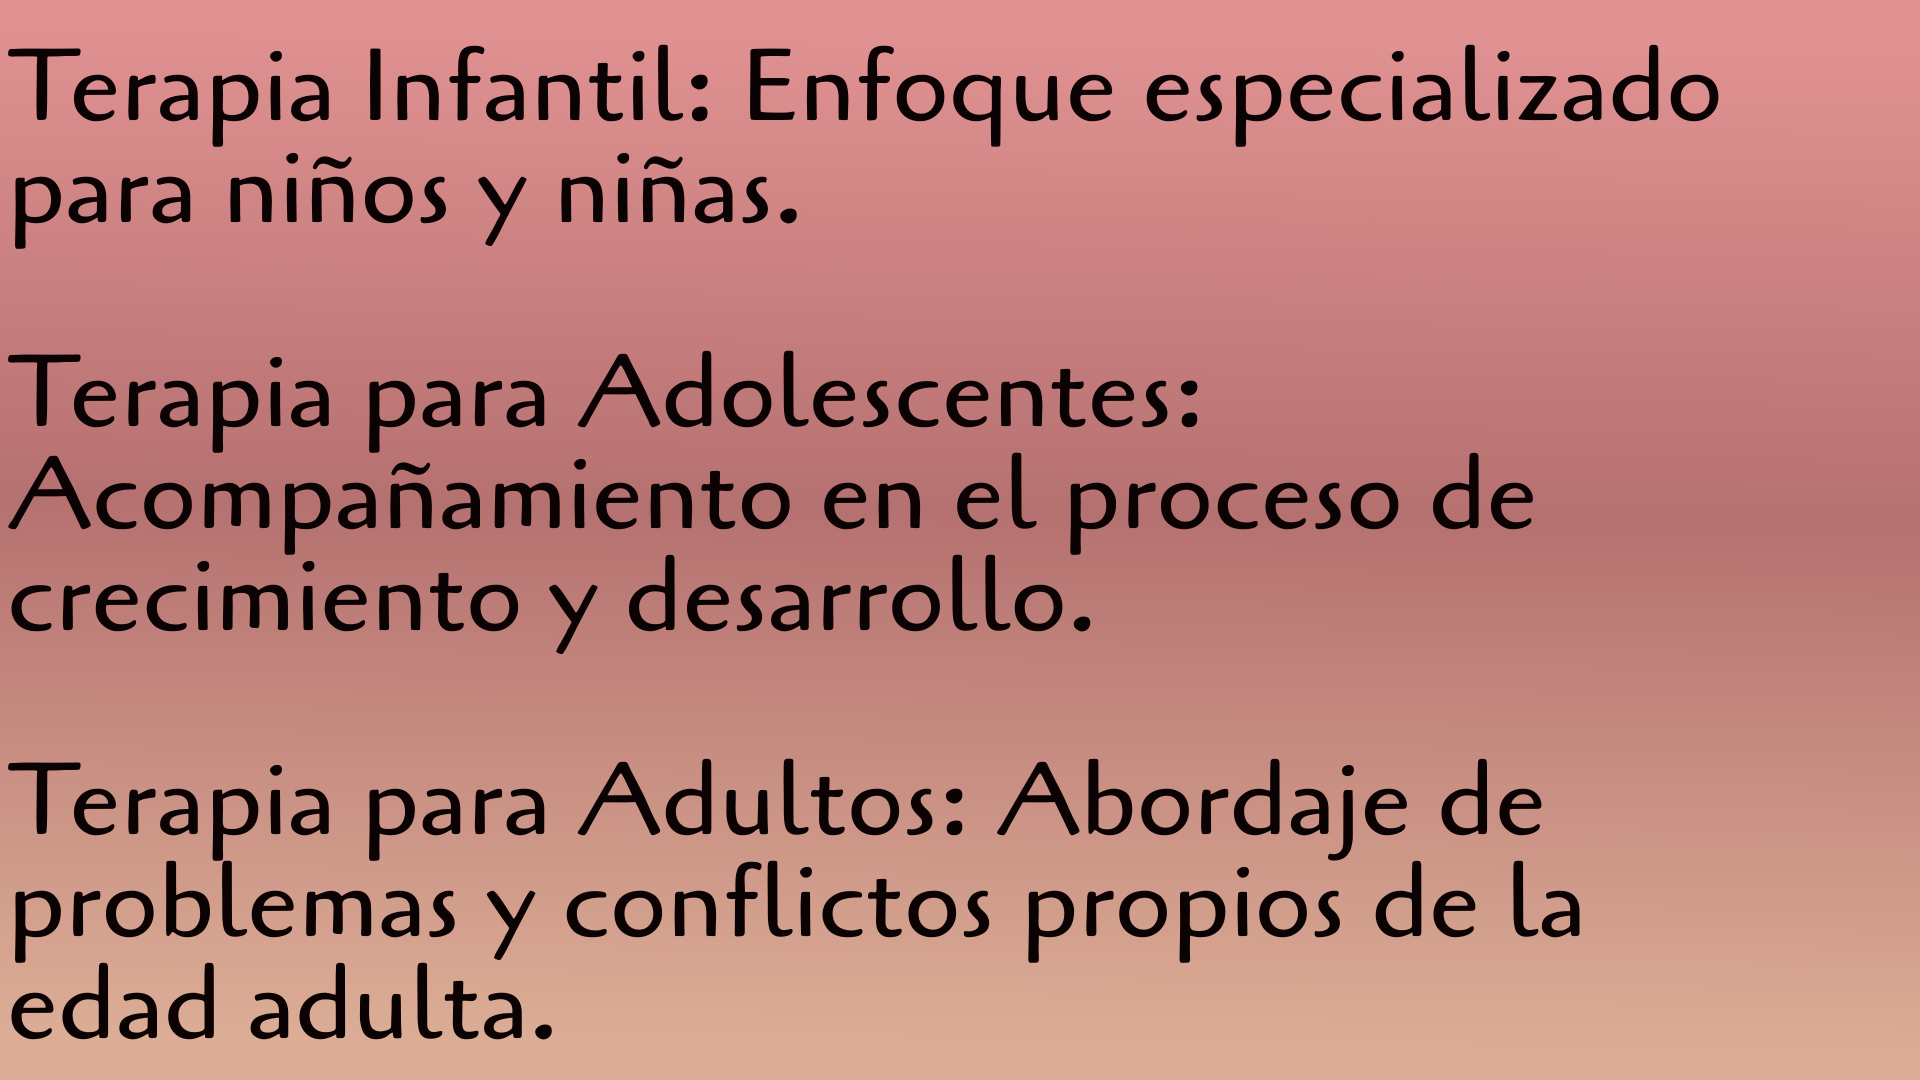 Terapia Infantil: Enfoque especializado
para niños y niñas.
Terapia para Adolescentes:
Acompañamiento en el proceso de
crecimiento y desarrollo.
Terapia para Adultos: Abordaje de
problemas y conflictos propios de la
edad adulta.